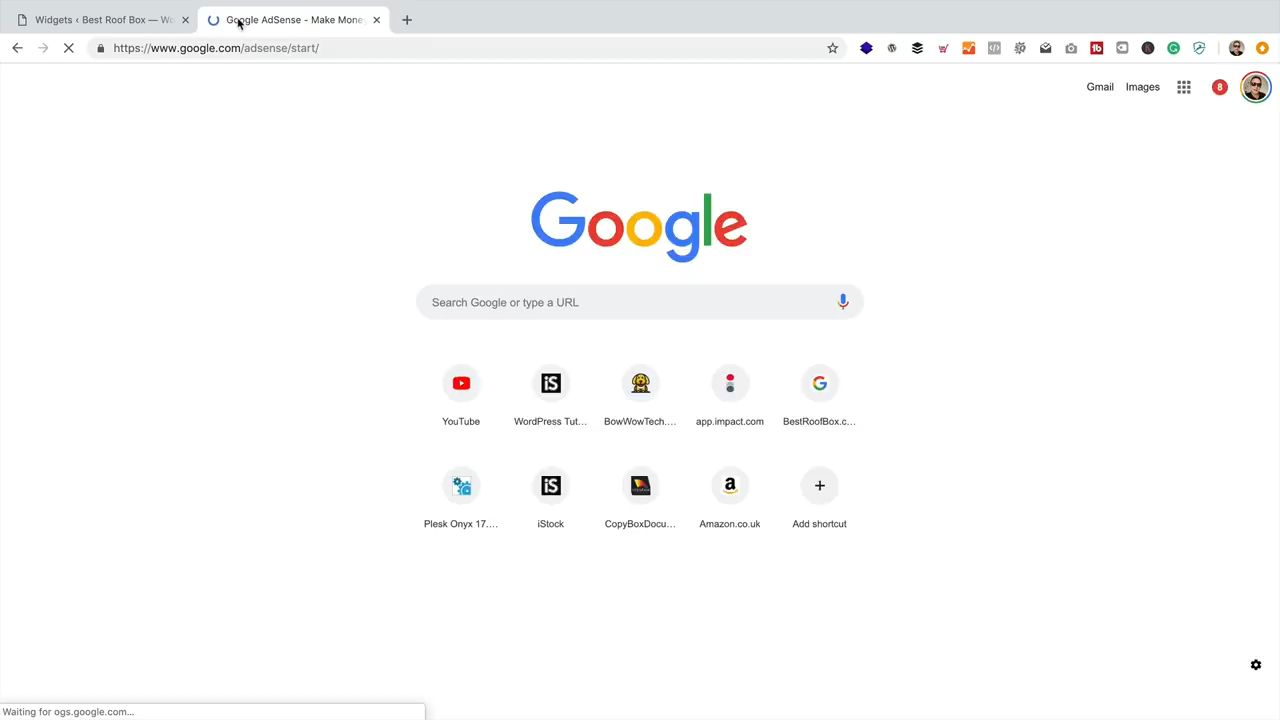 Widgets ‹ Best Roof Box — Wo
Google AdSense - Make Money
https://www.google.com/adsense/start/
Gmail
Images
8
Google
Search Google or type a URL
YouTube
WordPress Tut...
BowWowTech....
app.impact.com
BestRoofBox.c...
Plesk Onyx 17....
iStock
CopyBoxDocu...
Amazon.co.uk
Add shortcut
Waiting for ogs.google.com...